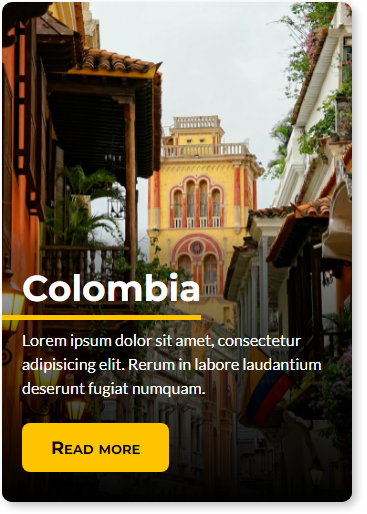 Colombia
Lorem ipsum dolor sit amet, consectetur
adipisicing elit. Rerum in labore laudantium
deserunt fugiat numquam.
Read more